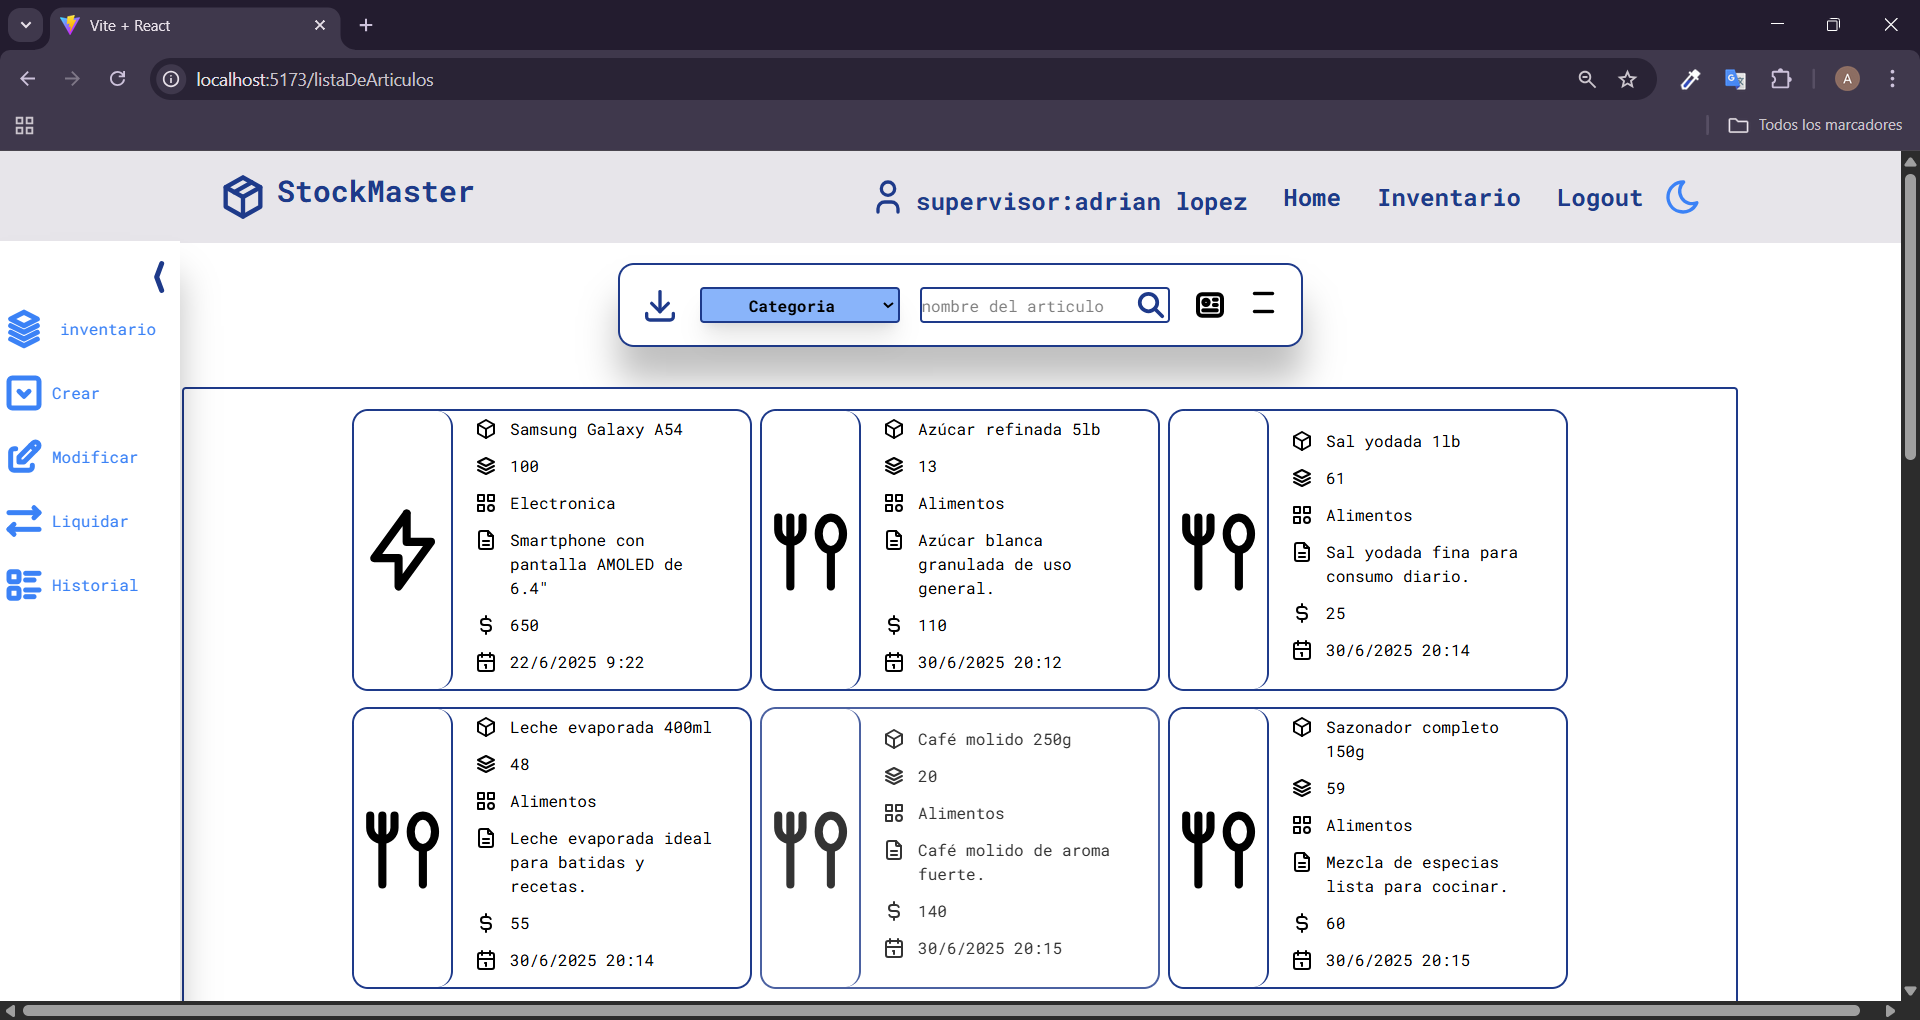 Vite + React
localhost:5173/listaDeArticulos
A
Todos los marcadores
StockMaster
supervisor:adrian lopez
Home
Inventario
Logout
inventario
Crear
Modificar
Liquidar
Historial
Categoria
nombre del articulo
Samsung Galaxy A54
100
Electronica
Smartphone con
pantalla AMOLED de
6.4"
650
22/6/2025 9:22
Azúcar refinada 5lb
13
Alimentos
Azúcar blanca
granulada de uso
general.
110
30/6/2025 20:12
Sal yodada 1lb
61
Alimentos
Sal yodada fina para
consumo diario.
25
30/6/2025 20:14
Leche evaporada 400ml
48
Alimentos
Leche evaporada ideal
para batidas y
recetas.
55
30/6/2025 20:14
Café molido 250g
20
Alimentos
Café molido de aroma
fuerte.
140
30/6/2025 20:15
Sazonador completo
150g
59
Alimentos
Mezcla de especias
lista para cocinar.
60
30/6/2025 20:15